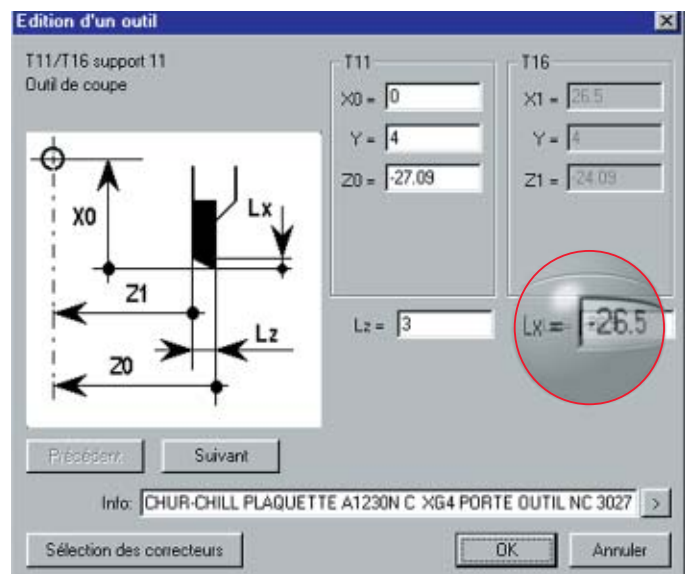 Edition d'un outil
T11/T16 support 11
Outil de coupe
T11
X0 = 0
Y = 4
Z0 = -27.09
T16
X1 = 26.5
Y = 4
Z1 = -24.09
X0
Lx
Z1
Lz
Z0
Lz = 3
Lx = -26.5
Précédent
Suivant
Info: CHUR-CHILL PLAQUETTE A1230N C XG4 PORTE OUTIL NC 3027
>
Sélection des correcteurs
OK
Annuler